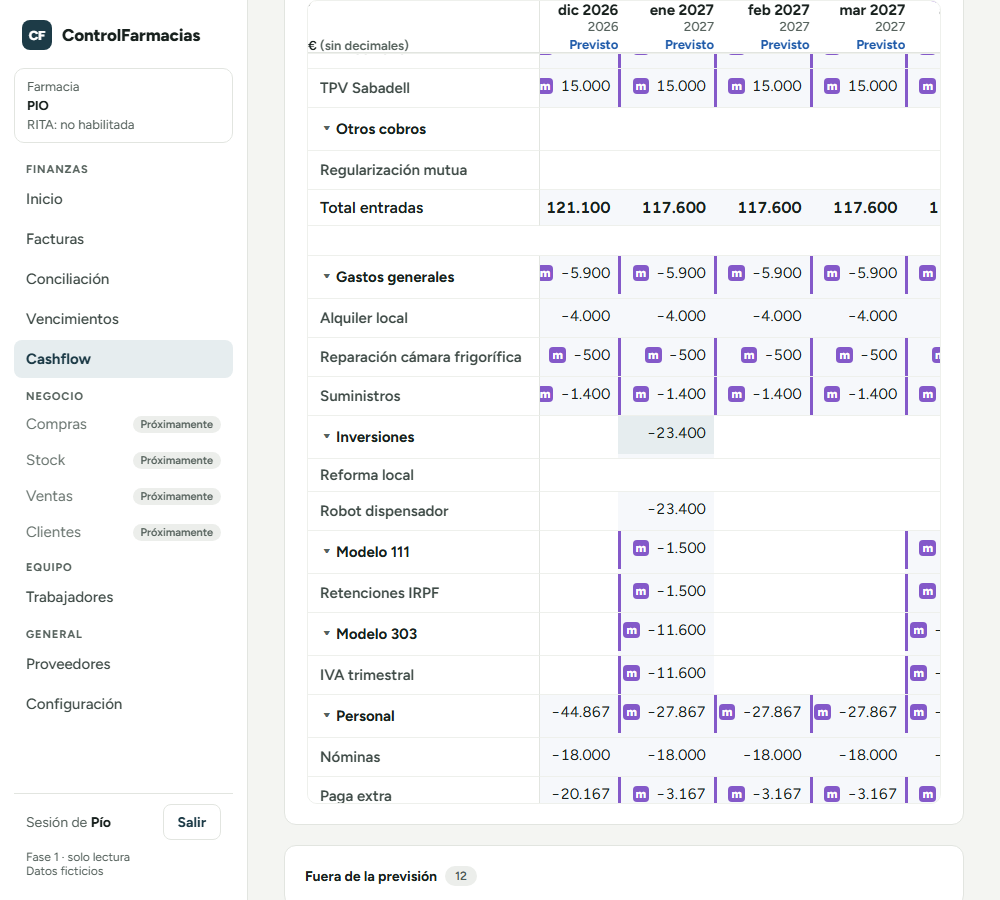 CF ControlFarmacias
Farmacia
PIO
RITA: no habilitada
FINANZAS
Inicio
Facturas
Conciliación
Vencimientos
Cashflow
NEGOCIO
Compras Próximamente
Stock Próximamente
Ventas Próximamente
Clientes Próximamente
EQUIPO
Trabajadores
GENERAL
Proveedores
Configuración
Sesión de Pío Salir
Fase 1 · solo lectura
Datos ficticios
dic 2026 ene 2027 feb 2027 mar 2027
2026 2027 2027 2027
€ (sin decimales) Previsto Previsto Previsto Previsto
TPV Sabadell m 15.000 m 15.000 m 15.000 m 15.000 m
Otros cobros
Regularización mutua
Total entradas 121.100 117.600 117.600 117.600 1
Gastos generales m -5.900 m -5.900 m -5.900 m -5.900 m
Alquiler local -4.000 -4.000 -4.000 -4.000
Reparación cámara frigorífica m -500 m -500 m -500 m -500 m
Suministros m -1.400 m -1.400 m -1.400 m -1.400 m
Inversiones -23.400
Reforma local
Robot dispensador -23.400
Modelo 111 m -1.500 m
Retenciones IRPF m -1.500 m
Modelo 303 m -11.600 m -
IVA trimestral m -11.600 m -
Personal -44.867 m -27.867 m -27.867 m -27.867 m -
Nóminas -18.000 -18.000 -18.000 -18.000 -
Paga extra -20.167 m -3.167 m -3.167 m -3.167 m
Fuera de la previsión 12